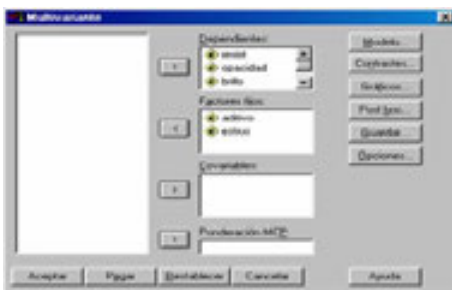 Multivariante
Dependientes:
resist
opacidad
brillo
Factores fijos:
aditivo
extrus
Covariables:
Ponderación MCP:
Modelo...
Contrastes...
Gráficos...
Post hoc...
Guardar...
Opciones...
Aceptar
Pegar
Restablecer
Cancelar
Ayuda